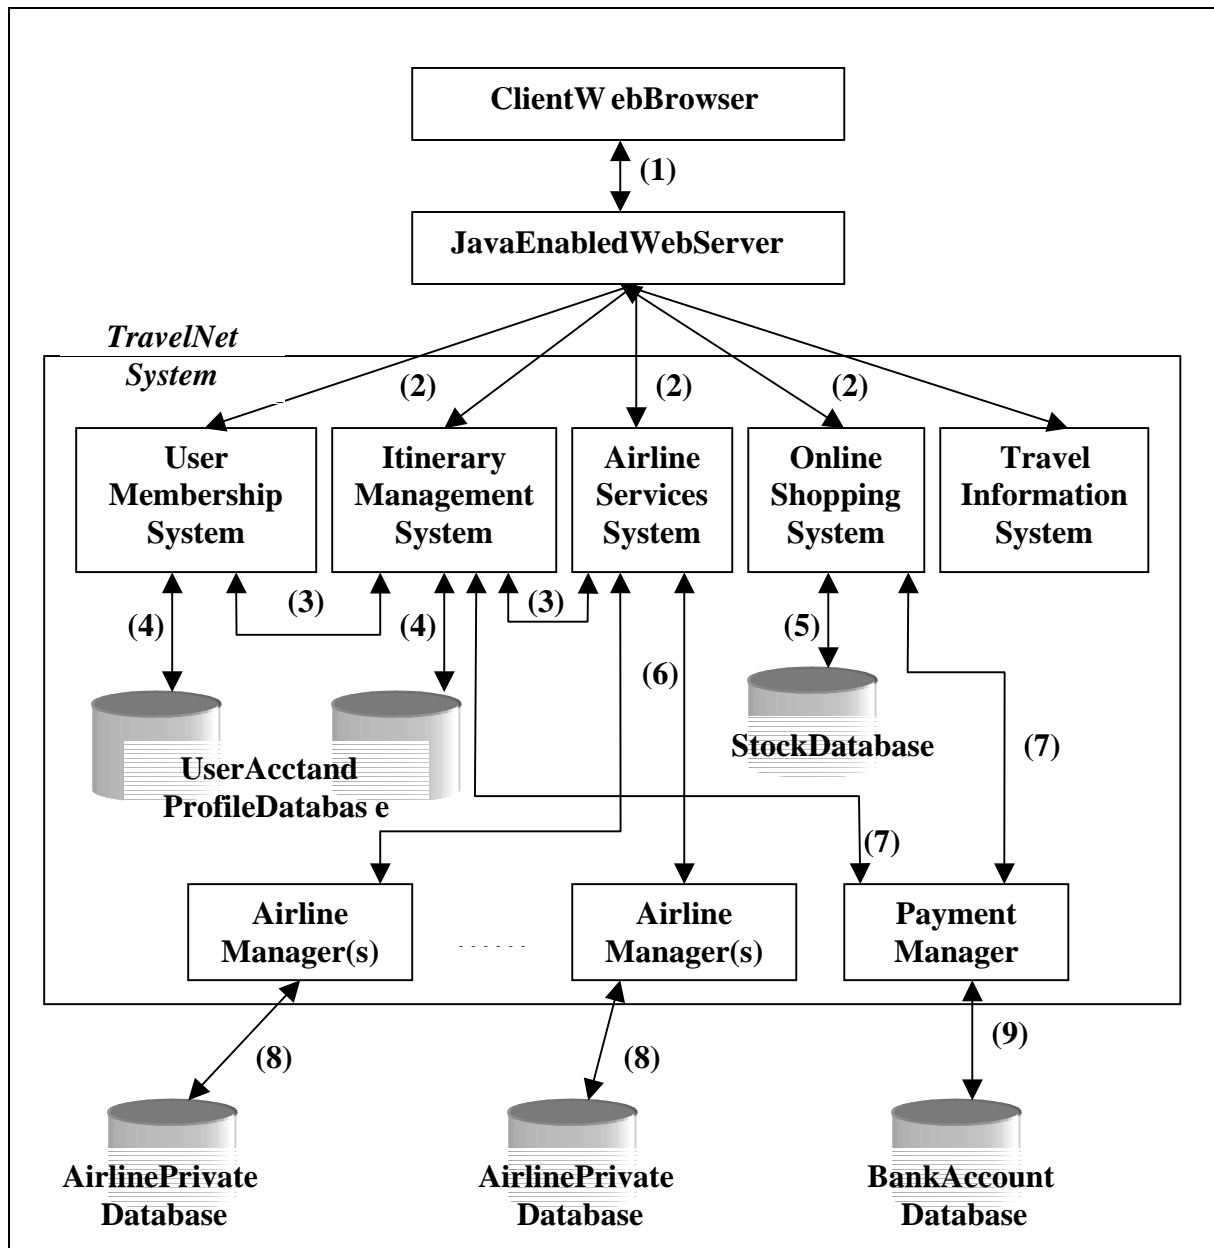 ClientW ebBrowser
(1)
JavaEnabledWebServer
TravelNet
System
(2)
(2)
(2)
User
Membership
System
Itinerary
Management
System
Airline
Services
System
Online
Shopping
System
Travel
Information
System
(3)
(3)
(4)
(4)
(5)
(6)
StockDatabase
(7)
UserAcctand
ProfileDatabas e
(7)
Airline
Manager(s)
......
Airline
Manager(s)
Payment
Manager
(8)
(8)
(9)
AirlinePrivate
Database
AirlinePrivate
Database
BankAccount
Database